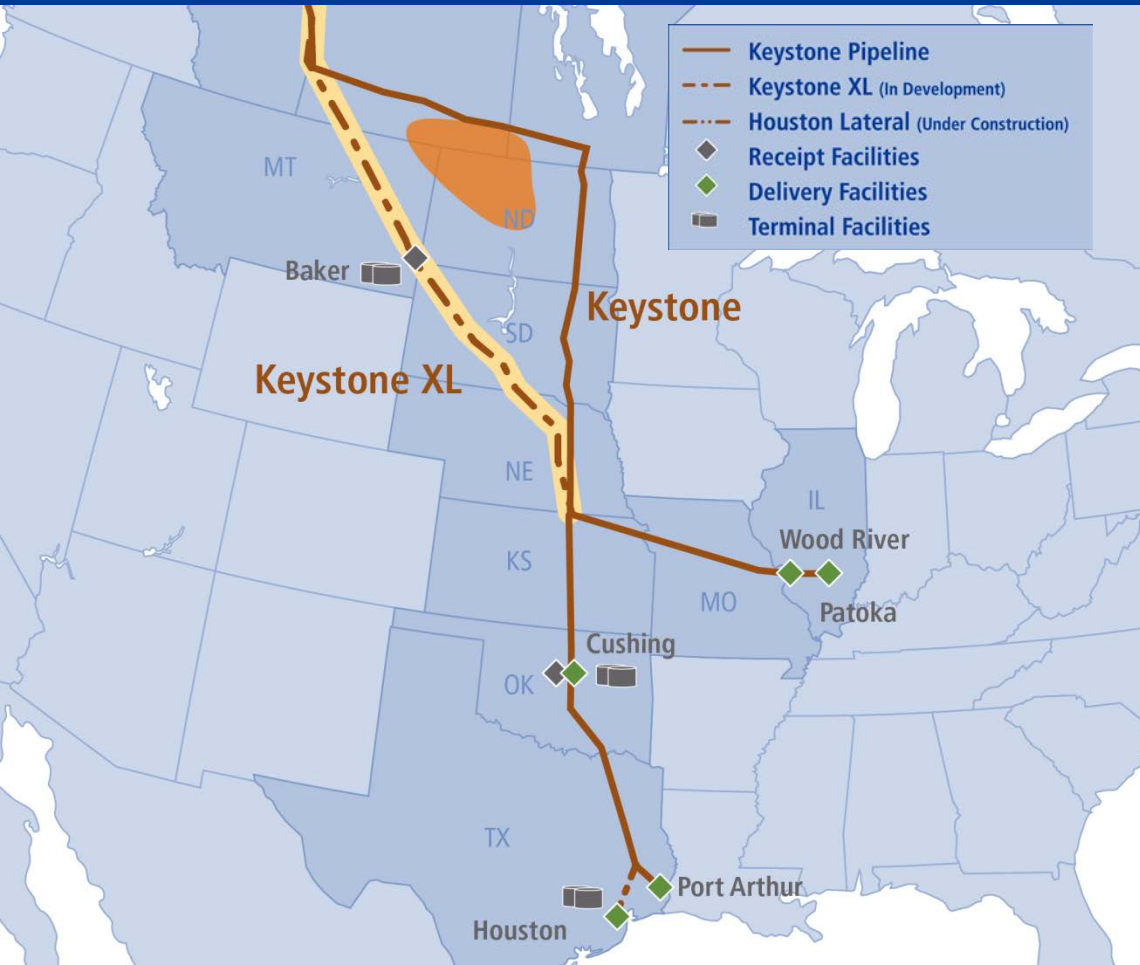 Keystone Pipeline
Keystone XL (In Development)
Houston Lateral (Under Construction)
Receipt Facilities
Delivery Facilities
Terminal Facilities
MT
ND
Baker
Keystone
SD
Keystone XL
NE
IL
Wood River
KS
MO
Patoka
Cushing
OK
TX
Port Arthur
Houston